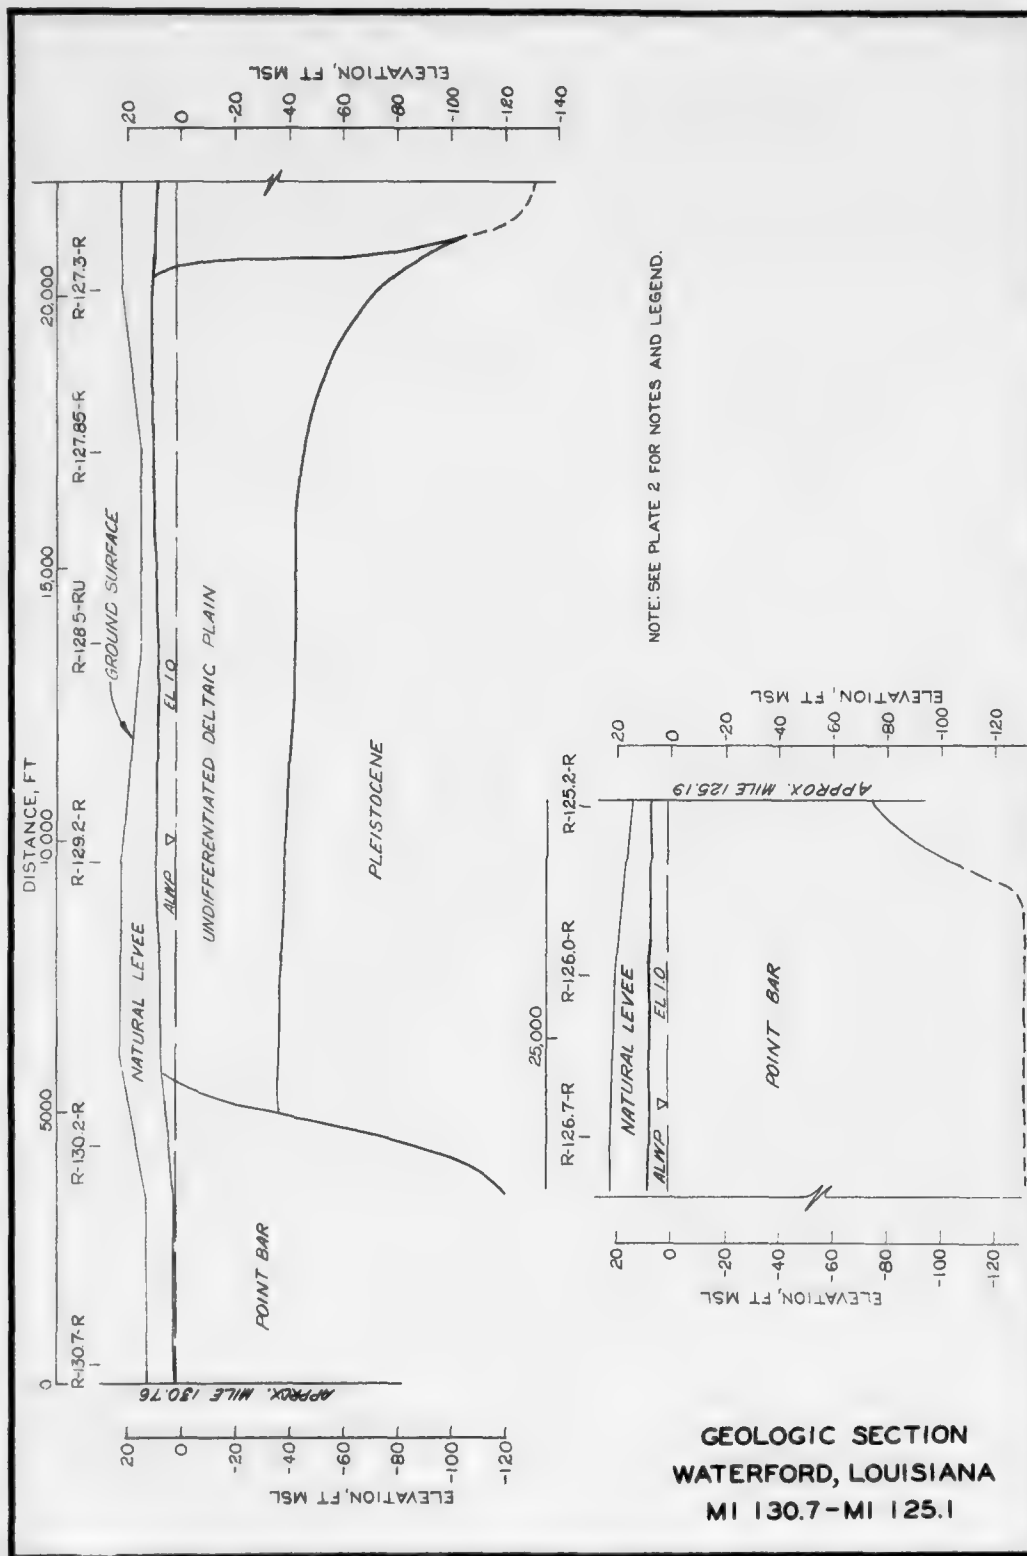 DISTANCE, FT
0
5000
10,000
15,000
20,000
R-130.7-R
R-130.2-R
R-129.2-R
R-128.5-RU
R-127.85-R
R-127.3-R
GROUND SURFACE
NATURAL LEVEE
ALWP
EL 1.0
UNDIFFERENTIATED DELTAIC PLAIN
POINT BAR
PLEISTOCENE
APPROX. MILE 130.76
ELEVATION, FT MSL
20
0
-20
-40
-60
-80
-100
-120
ELEVATION, FT MSL
20
0
-20
-40
-60
-80
-100
-120
-140
NOTE: SEE PLATE 2 FOR NOTES AND LEGEND.
25,000
R-126.7-R
R-126.0-R
R-125.2-R
NATURAL LEVEE
ALWP
EL 1.0
POINT BAR
APPROX. MILE 125.19
ELEVATION, FT MSL
20
0
-20
-40
-60
-80
-100
-120
ELEVATION, FT MSL
20
0
-20
-40
-60
-80
-100
-120
GEOLOGIC SECTION
WATERFORD, LOUISIANA
MI 130.7-MI 125.1